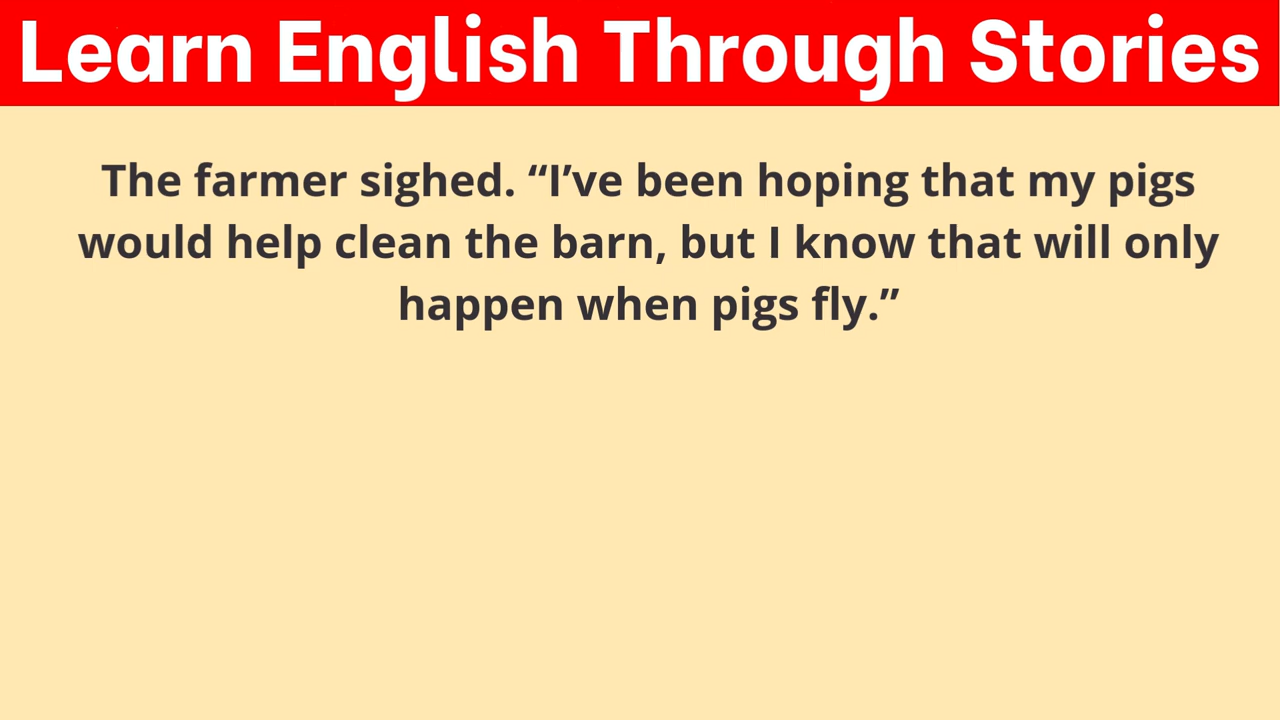 Learn English Through Stories
The farmer sighed. “I’ve been hoping that my pigs
would help clean the barn, but I know that will only
happen when pigs fly.”